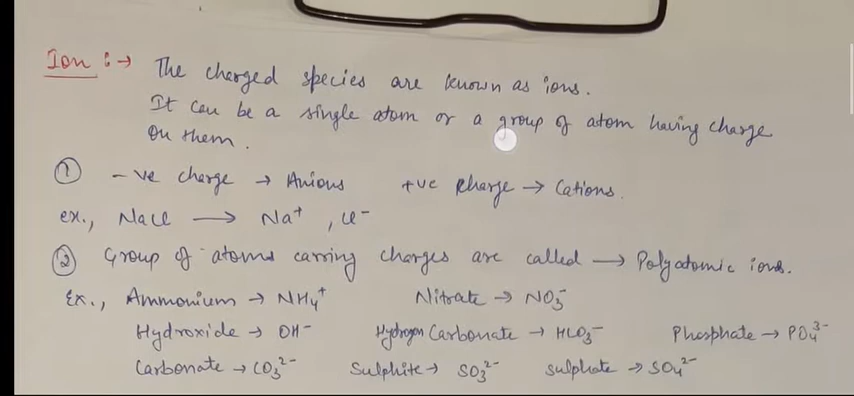 Ion :→ The charged species are known as ions.
It can be a single atom or a group of atom having charge
on them.
① -ve charge → Anions +ve charge → Cations.
ex., NaCl → Na⁺, Cl⁻
② Group of atoms carring charges are called → Polyatomic ions.
Ex., Ammonium → NH₄⁺ Nitrate → NO₃⁻
Hydroxide → OH⁻ Hydrogen Carbonate → HCO₃⁻ Phosphate → PO₄³⁻
Carbonate → CO₃²⁻ Sulphite → SO₃²⁻ sulphate → SO₄²⁻